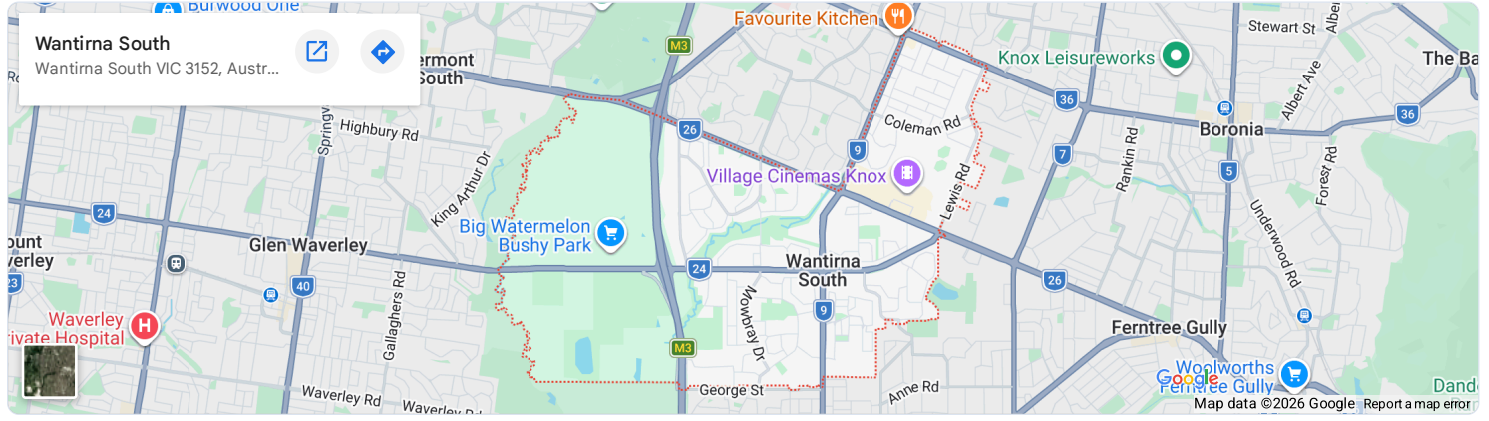 Burwood One
Favourite Kitchen
Stewart St
Wantirna South
Wantirna South VIC 3152, Austr...
M3
Knox Leisureworks
The Ba
ermont
South
Albert Ave
36
36
Highbury Rd
Coleman Rd
Boronia
26
9
7
Rankin Rd
5
Forest Rd
King Arthur Dr
Village Cinemas Knox
Lewis Rd
24
Big Watermelon
Bushy Park
Underwood Rd
ount
verley
Glen Waverley
24
Wantirna
South
26
23
40
Gallaghers Rd
Mowbray Dr
9
Waverley
rivate Hospital
H
Ferntree Gully
M3
George St
Anne Rd
Woolworths
Ferntree Gully
Google
Waverley Rd
Waverley Rd
Map data ©2026 Google
Report a map error